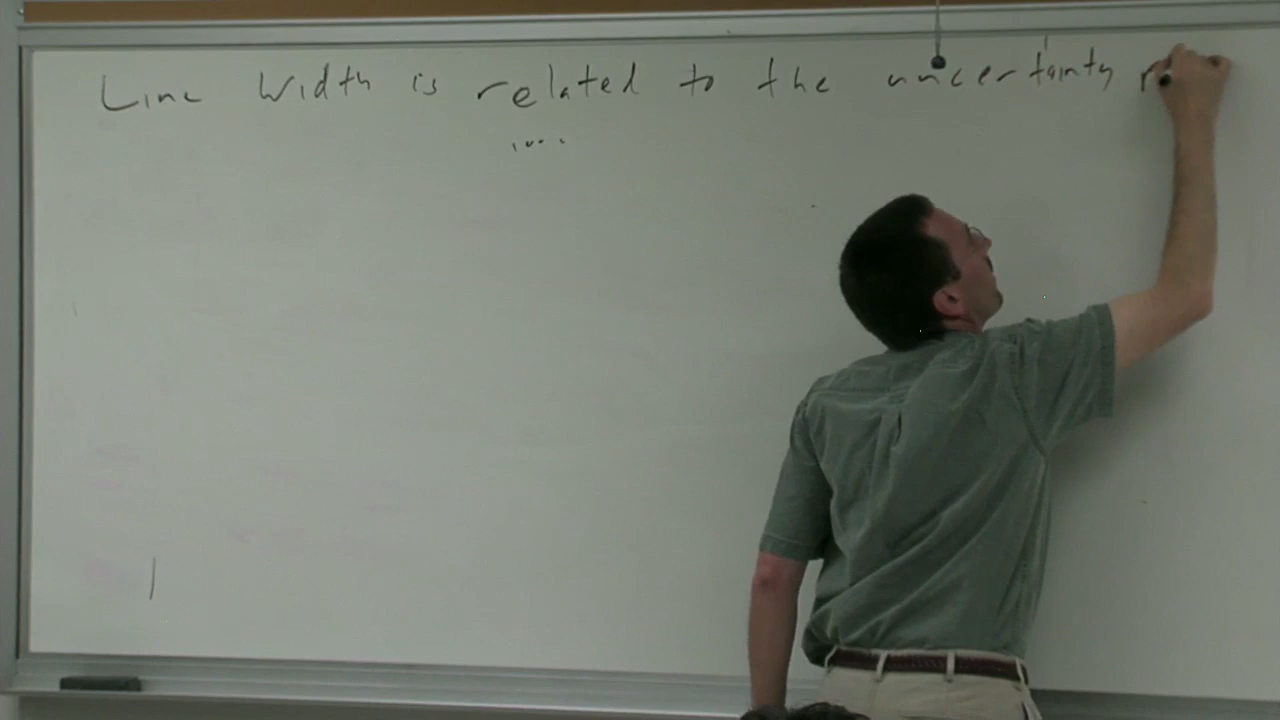 Line width is related to the uncertainty